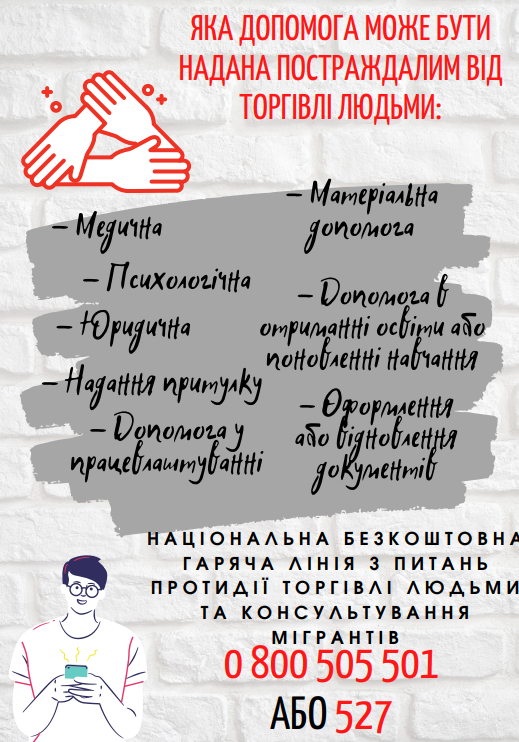 ЯКА ДОПОМОГА МОЖЕ БУТИ
НАДАНА ПОСТРАЖДАЛИМ ВІД
ТОРГІВЛІ ЛЮДЬМИ:
– Медична
– Психологічна
– Юридична
– Надання притулку
– Допомога у
працевлаштуванні
– Матеріальна
допомога
– Допомога в
отриманні освіти або
поновленні навчання
– Оформлення
або відновлення
документів
НАЦІОНАЛЬНА БЕЗКОШТОВНА
ГАРЯЧА ЛІНІЯ З ПИТАНЬ
ПРОТИДІЇ ТОРГІВЛІ ЛЮДЬМИ
ТА КОНСУЛЬТУВАННЯ
МІГРАНТІВ
0 800 505 501
АБО 527